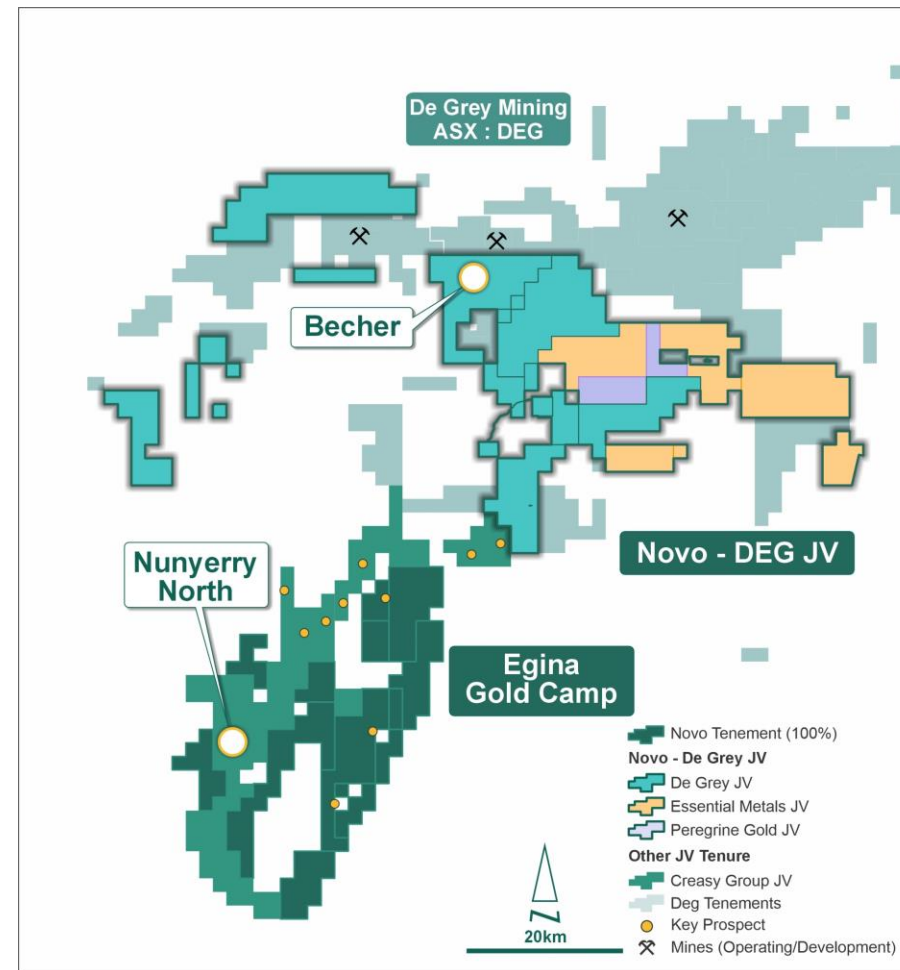 De Grey Mining
ASX : DEG
Becher
Nunyerry
North
Novo - DEG JV
Egina
Gold Camp
Novo Tenement (100%)
Novo - De Grey JV
De Grey JV
Essential Metals JV
Peregrine Gold JV
Other JV Tenure
Creasy Group JV
Deg Tenements
Key Prospect
Mines (Operating/Development)
N
20km